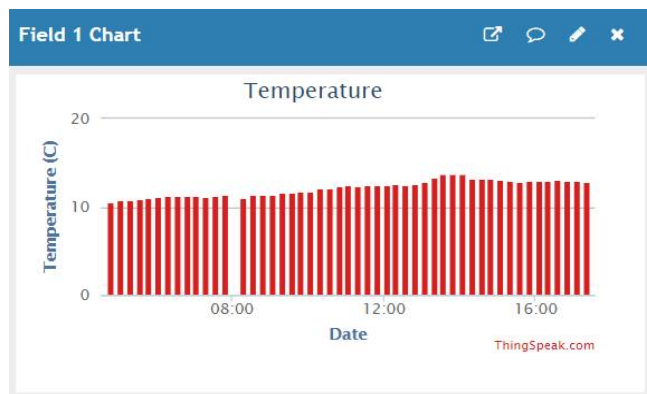 Field 1 Chart
Temperature
Temperature (C)
20
10
0
08:00 12:00 16:00
Date
ThingSpeak.com